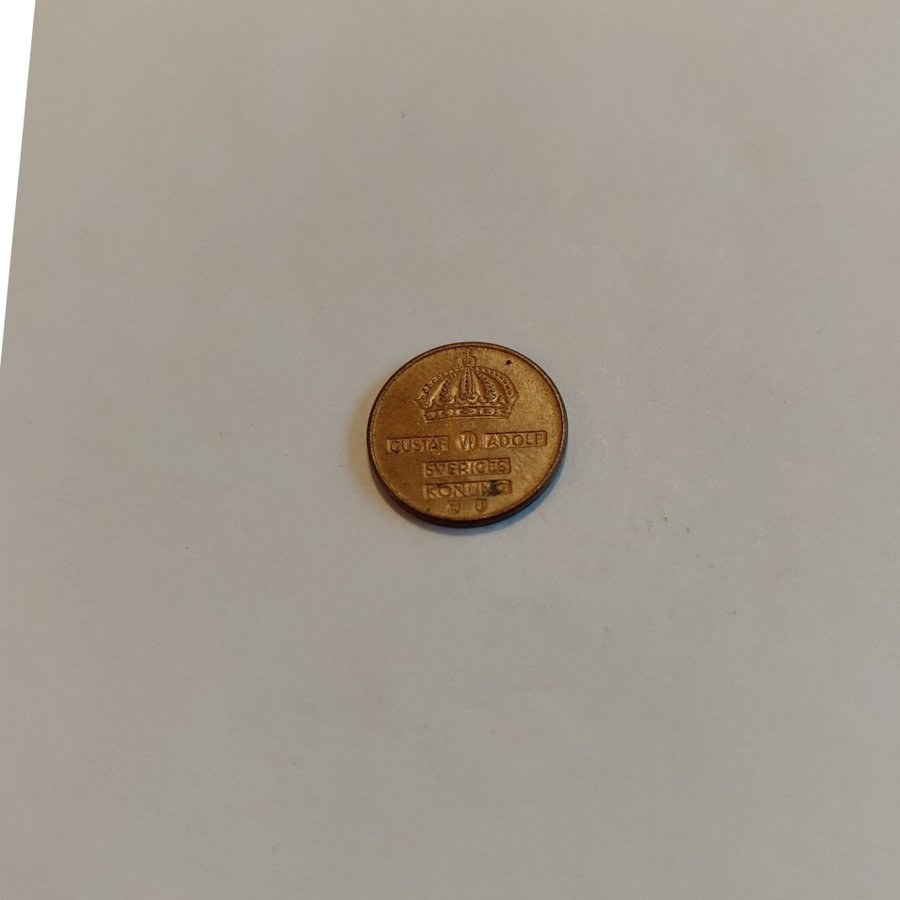 GUSTAF VI ADOLF
SVERIGES
KONUNG
U